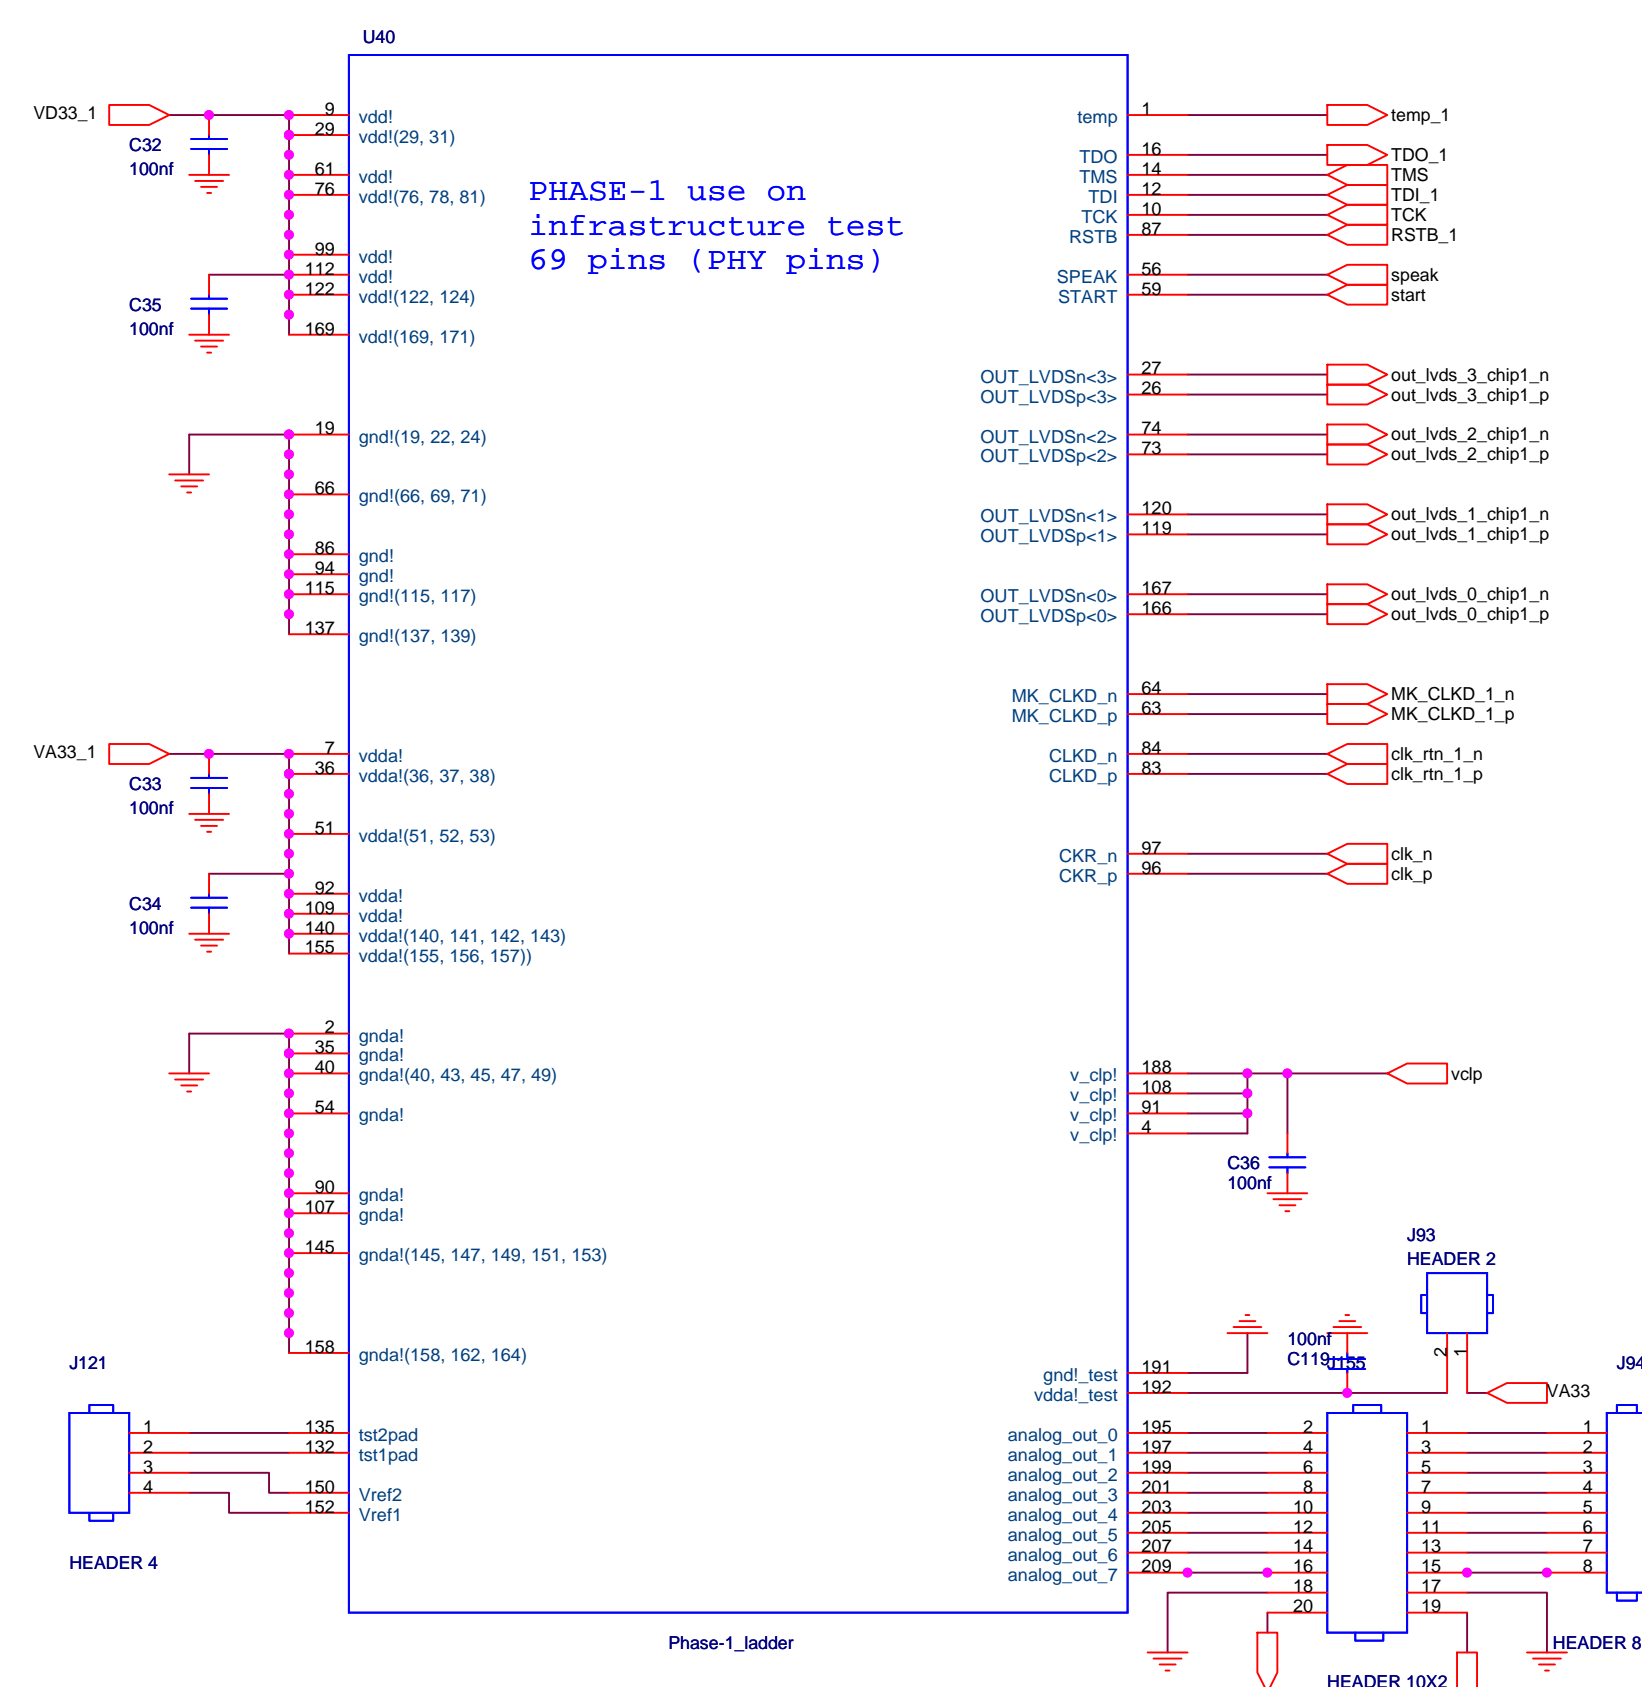 U40
VD33_1
C32
100nf
C35
100nf
9 vdd!
29 vdd!(29, 31)
61 vdd!
76 vdd!(76, 78, 81)
99 vdd!
112 vdd!
122 vdd!(122, 124)
169 vdd!(169, 171)
PHASE-1 use on
infrastructure test
69 pins (PHY pins)
19 gnd!(19, 22, 24)
66 gnd!(66, 69, 71)
86 gnd!
94 gnd!
115 gnd!(115, 117)
137 gnd!(137, 139)
VA33_1
C33
100nf
C34
100nf
7 vdda!
36 vdda!(36, 37, 38)
51 vdda!(51, 52, 53)
92 vdda!
109 vdda!
140 vdda!(140, 141, 142, 143)
155 vdda!(155, 156, 157))
2 gnda!
35 gnda!
40 gnda!(40, 43, 45, 47, 49)
54 gnda!
90 gnda!
107 gnda!
145 gnda!(145, 147, 149, 151, 153)
158 gnda!(158, 162, 164)
J121
1 135 tst2pad
2 132 tst1pad
3 150 Vref2
4 152 Vref1
HEADER 4
temp 1 temp_1
TDO 16 TDO_1
TMS 14 TMS
TDI 12 TDI_1
TCK 10 TCK
RSTB 87 RSTB_1
SPEAK 56 speak
START 59 start
OUT_LVDSn<3> 27 out_lvds_3_chip1_n
OUT_LVDSp<3> 26 out_lvds_3_chip1_p
OUT_LVDSn<2> 74 out_lvds_2_chip1_n
OUT_LVDSp<2> 73 out_lvds_2_chip1_p
OUT_LVDSn<1> 120 out_lvds_1_chip1_n
OUT_LVDSp<1> 119 out_lvds_1_chip1_p
OUT_LVDSn<0> 167 out_lvds_0_chip1_n
OUT_LVDSp<0> 166 out_lvds_0_chip1_p
MK_CLKD_n 64 MK_CLKD_1_n
MK_CLKD_p 63 MK_CLKD_1_p
CLKD_n 84 clk_rtn_1_n
CLKD_p 83 clk_rtn_1_p
CKR_n 97 clk_n
CKR_p 96 clk_p
v_clp! 188 vclp
v_clp! 108
v_clp! 91
v_clp! 4
C36
100nf
J93
HEADER 2
2 1
100nf
C119
J155
J94
gnd!_test 191
vdda!_test 192 VA33
analog_out_0 195 2 1 1
analog_out_1 197 4 3 2
analog_out_2 199 6 5 3
analog_out_3 201 8 7 4
analog_out_4 203 10 9 5
analog_out_5 205 12 11 6
analog_out_6 207 14 13 7
analog_out_7 209 16 15 8
18 17
20 19
Phase-1_ladder
HEADER 8
HEADER 10X2